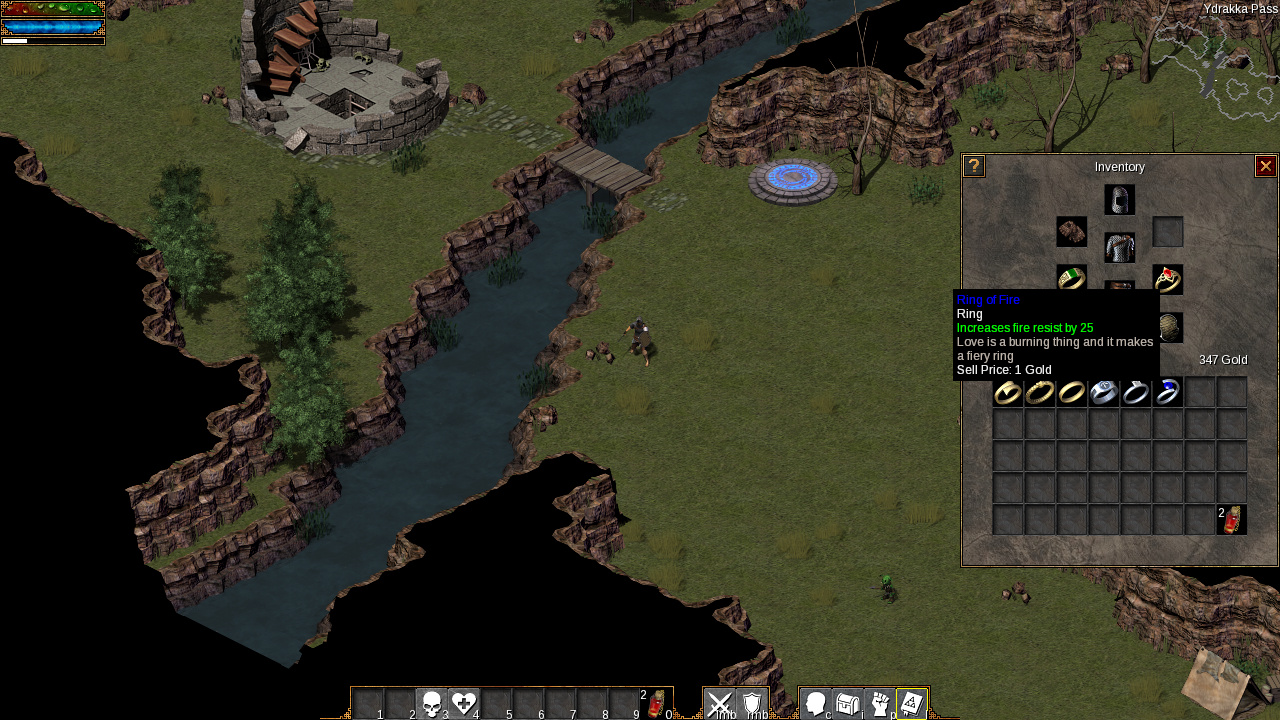 Ydrakka Pass
?
Inventory
Ring of Fire
Ring
Increases fire resist by 25
Love is a burning thing and it makes
a fiery ring
Sell Price: 1 Gold
347 Gold
2
2
1 2 3 4 5 6 7 8 9 0 lmb rmb c i p